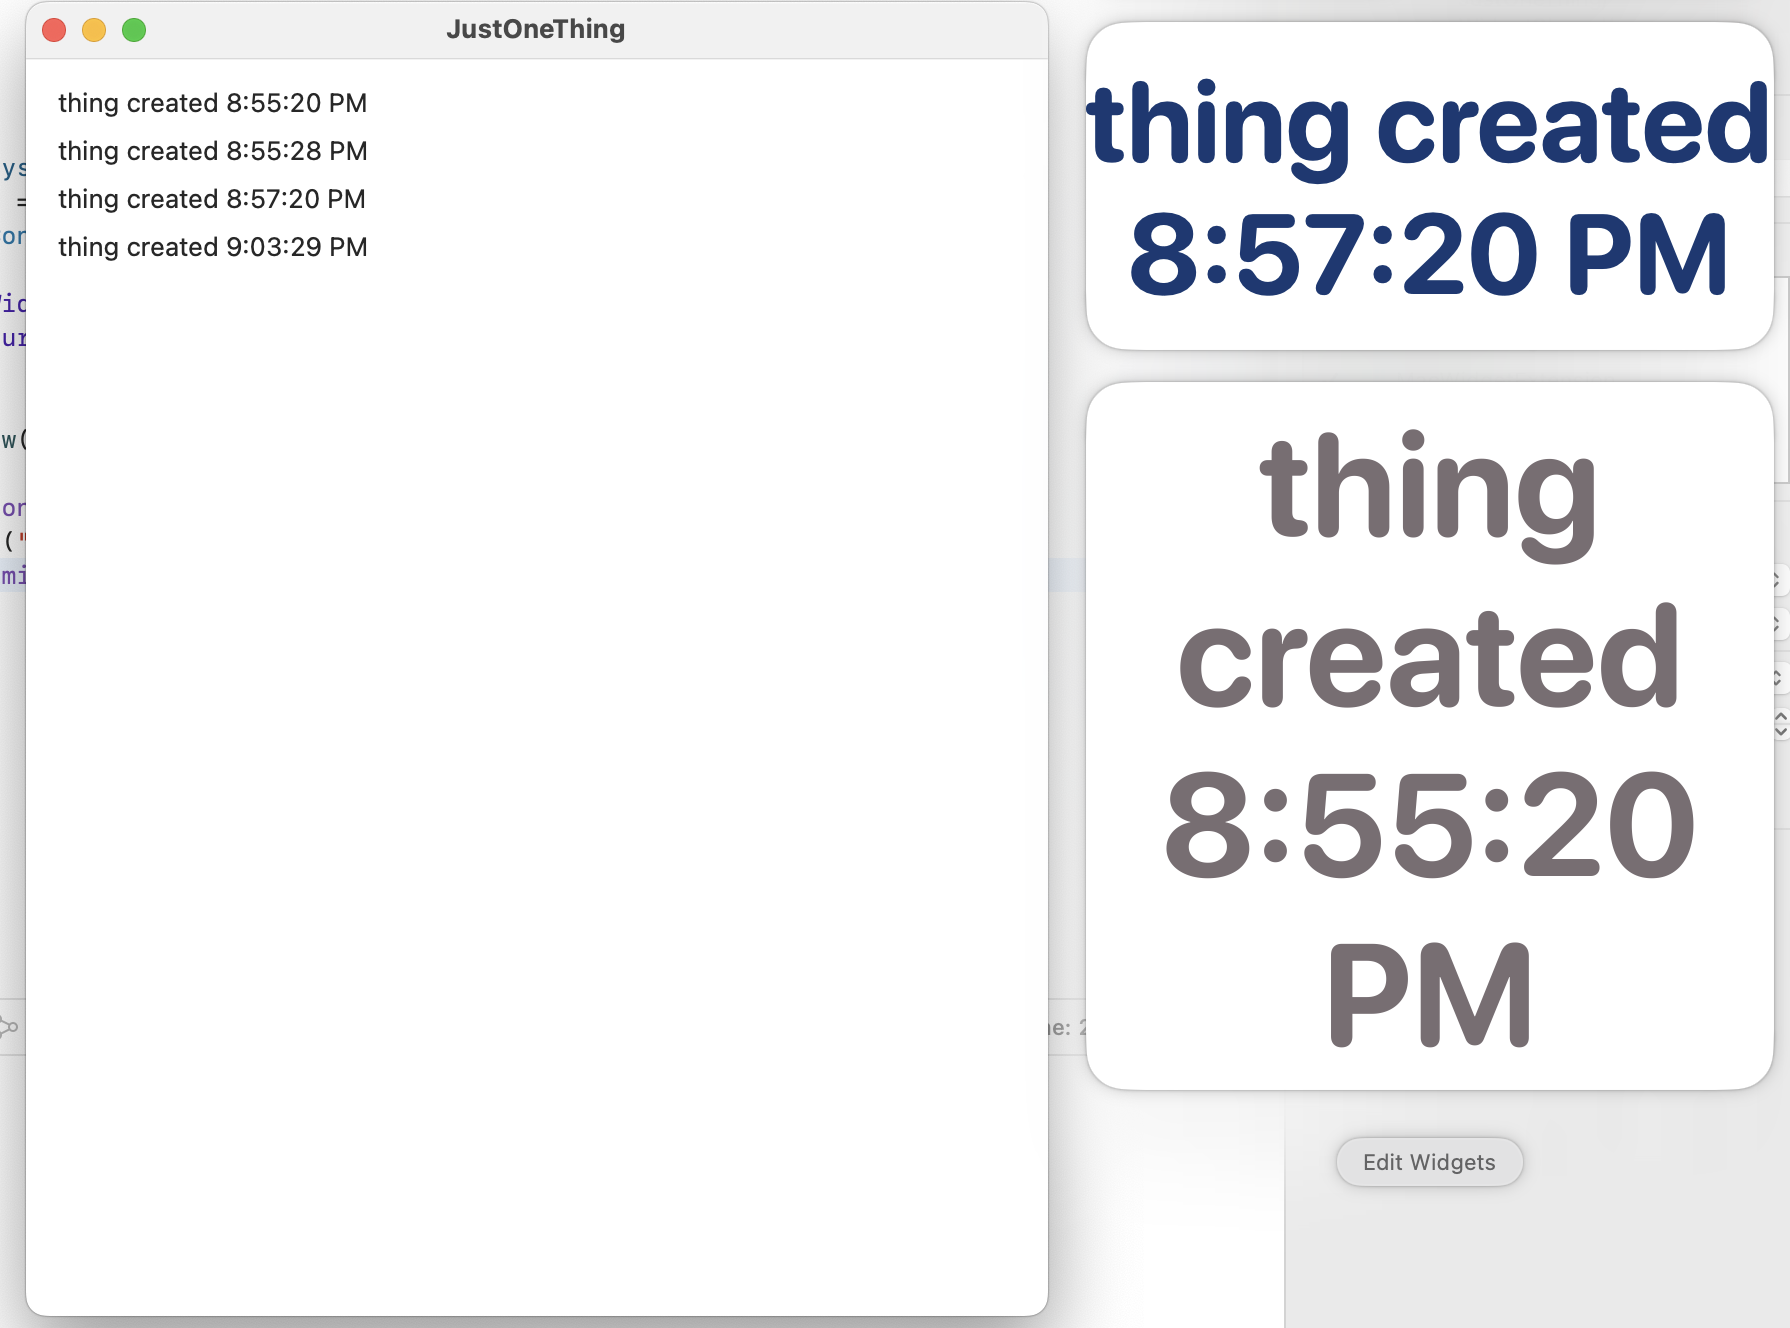 JustOneThing
thing created 8:55:20 PM
thing created 8:55:28 PM
thing created 8:57:20 PM
thing created 9:03:29 PM
thing created
8:57:20 PM
thing
created
8:55:20
PM
Edit Widgets